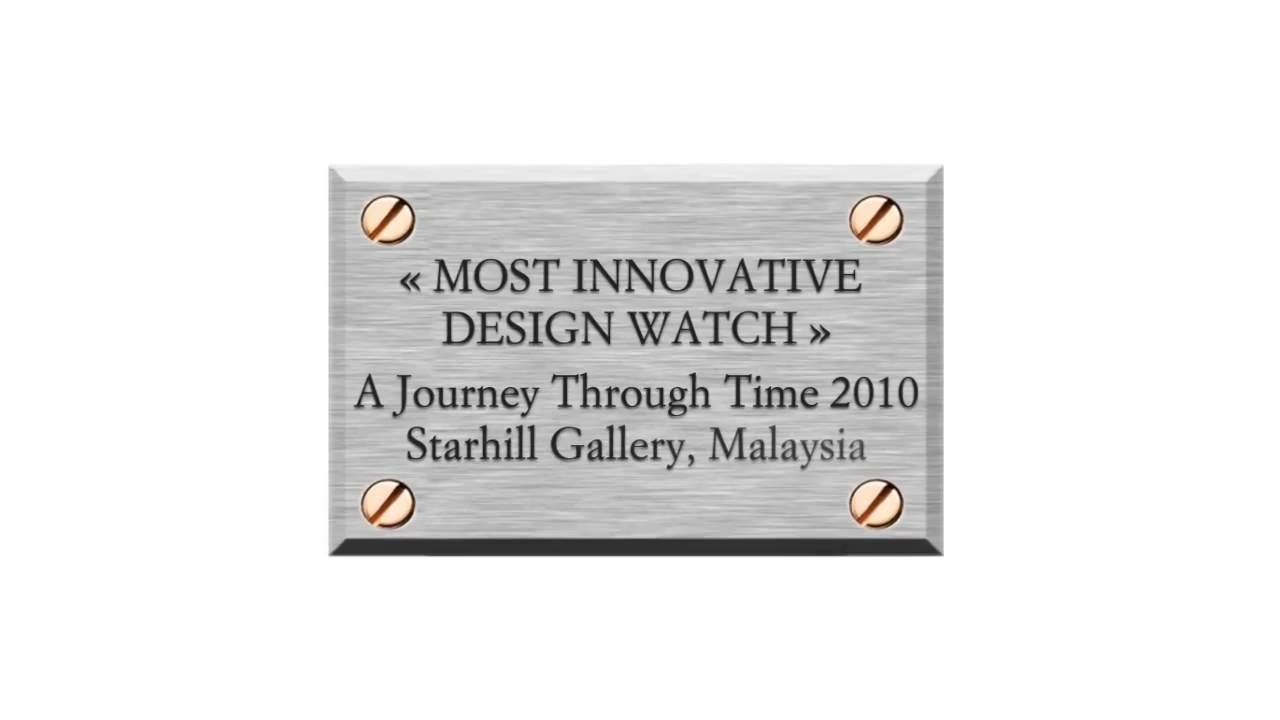 « MOST INNOVATIVE
DESIGN WATCH »
A Journey Through Time 2010
Starhill Gallery, Malaysia